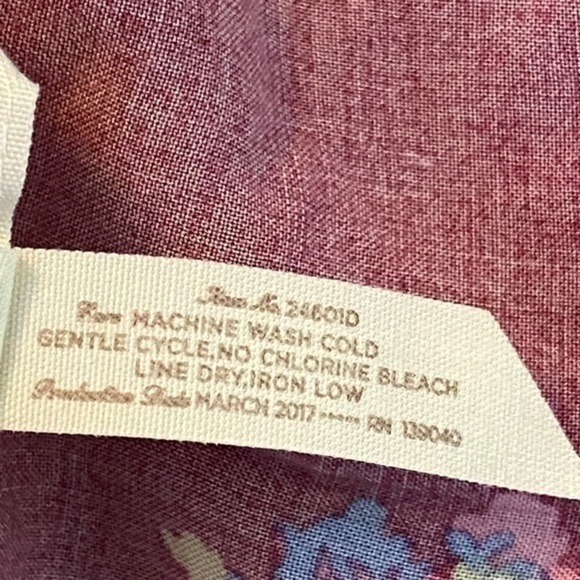 Item No. 24601D
Care MACHINE WASH COLD
GENTLE CYCLE, NO CHLORINE BLEACH
LINE DRY, IRON LOW
Production Date MARCH 2017 ····· RN 139040